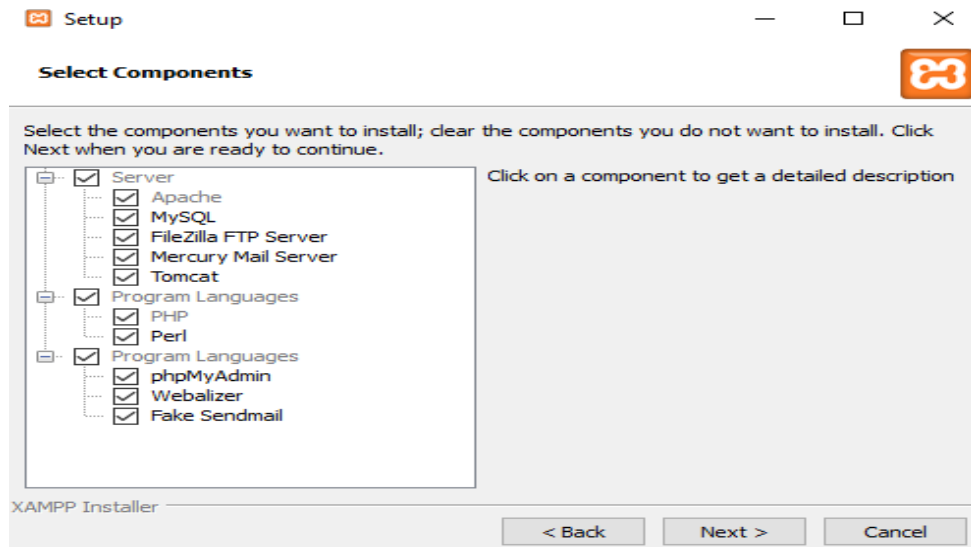 Setup
Select Components
Select the components you want to install; clear the components you do not want to install. Click
Next when you are ready to continue.
Server
Apache
MySQL
FileZilla FTP Server
Mercury Mail Server
Tomcat
Program Languages
PHP
Perl
Program Languages
phpMyAdmin
Webalizer
Fake Sendmail
Click on a component to get a detailed description
XAMPP Installer
< Back
Next >
Cancel